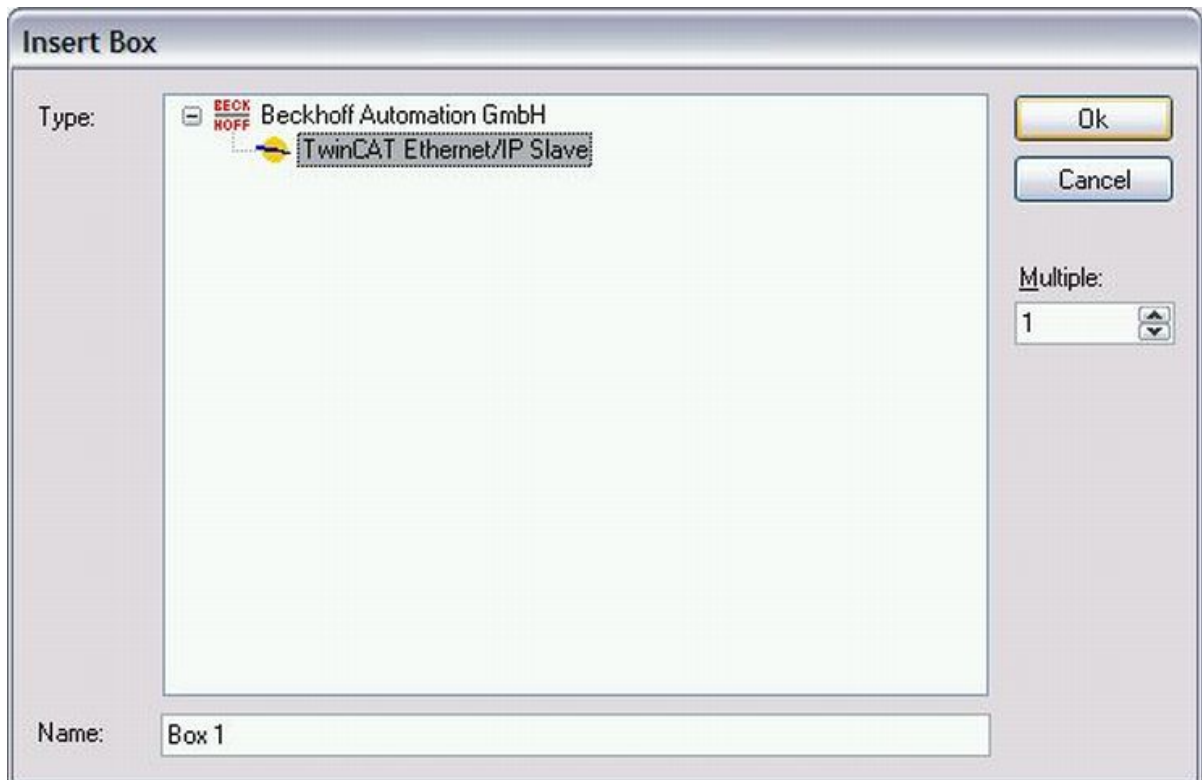 Insert Box
Type:
BECK
HOFF
Beckhoff Automation GmbH
TwinCAT Ethernet/IP Slave
Ok
Cancel
Multiple:
1
Name:
Box 1